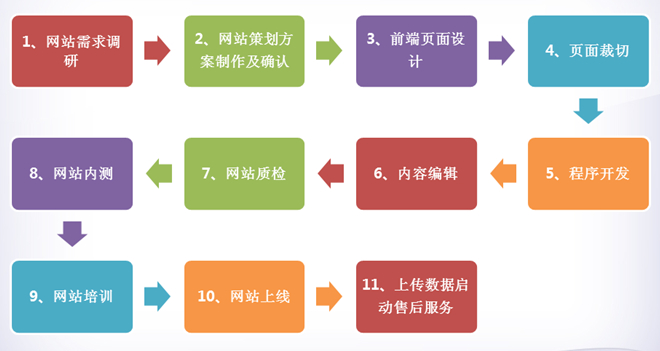 1、网站需求调
研
2、网站策划方
案制作及确认
3、前端页面设
计
4、页面裁切
5、程序开发
6、内容编辑
7、网站质检
8、网站内测
9、网站培训
10、网站上线
11、上传数据启
动售后服务